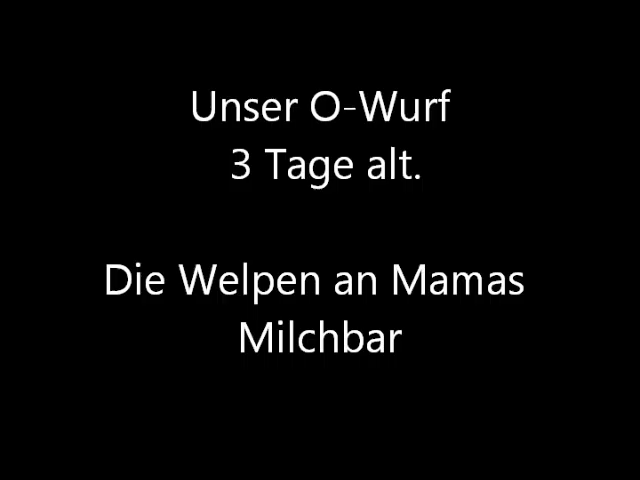 Unser O-Wurf
3 Tage alt.
Die Welpen an Mamas
Milchbar